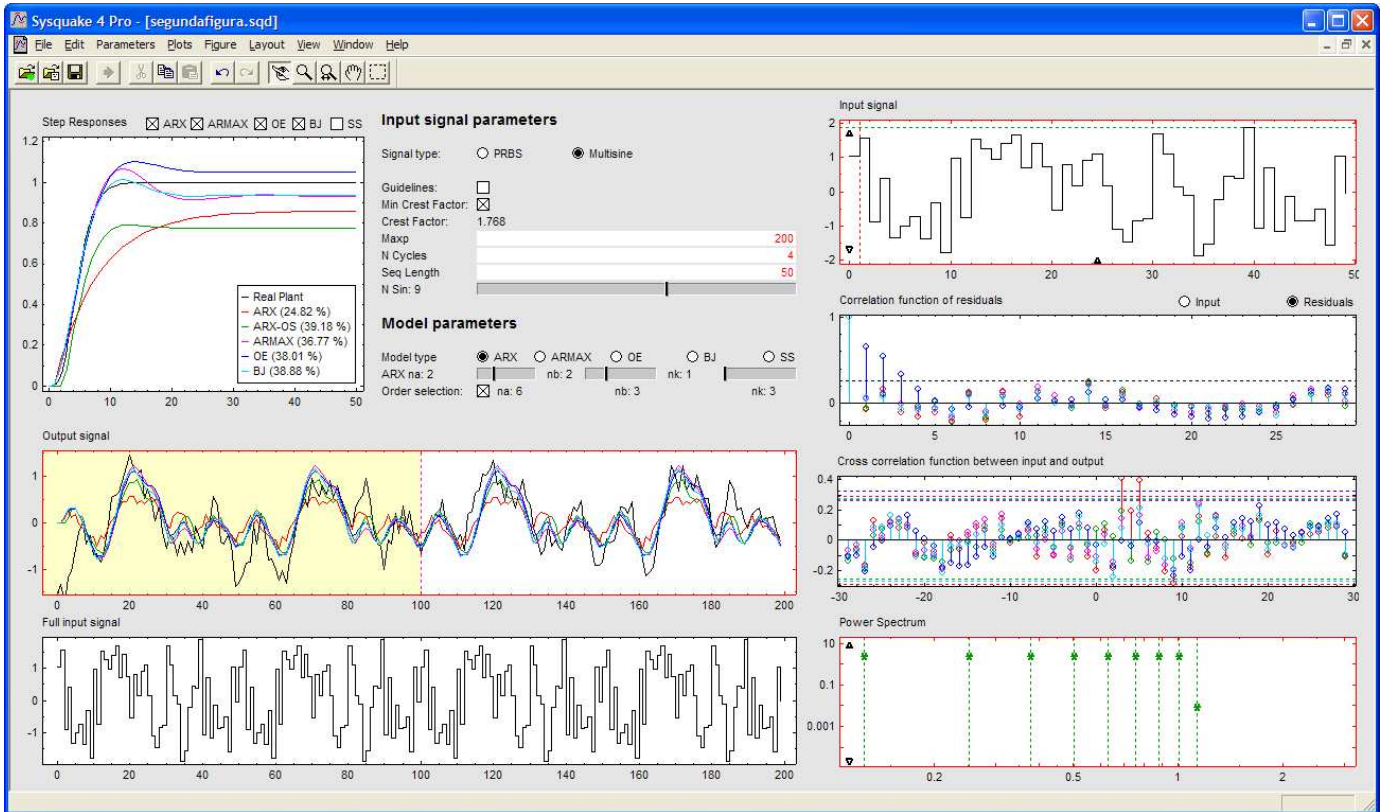 Sysquake 4 Pro - [segundafigura.sqd]
File Edit Parameters Plots Figure Layout View Window Help
Step Responses ARX ARMAX OE BJ SS
1.2
1
0.8
0.6
0.4
0.2
0
0 10 20 30 40 50
Real Plant
ARX (24.82 %)
ARX-OS (39.18 %)
ARMAX (36.77 %)
OE (38.01 %)
BJ (38.88 %)
Input signal parameters
Signal type: PRBS Multisine
Guidelines:
Min Crest Factor:
Crest Factor: 1.768
Maxp 200
N Cycles 4
Seq Length 50
N Sin: 9
Model parameters
Model type ARX ARMAX OE BJ SS
ARX na: 2 nb: 2 nk: 1
Order selection: na: 6 nb: 3 nk: 3
Output signal
1
0
-1
0 20 40 60 80 100 120 140 160 180 200
Full input signal
1
0
-1
0 20 40 60 80 100 120 140 160 180 200
Input signal
2
1
0
-1
-2
0 10 20 30 40 50
Correlation function of residuals Input Residuals
1
0
0 5 10 15 20 25
Cross correlation function between input and output
0.4
0.2
0
-0.2
-30 -20 -10 0 10 20 30
Power Spectrum
10
0.1
0.001
0.2 0.5 1 2